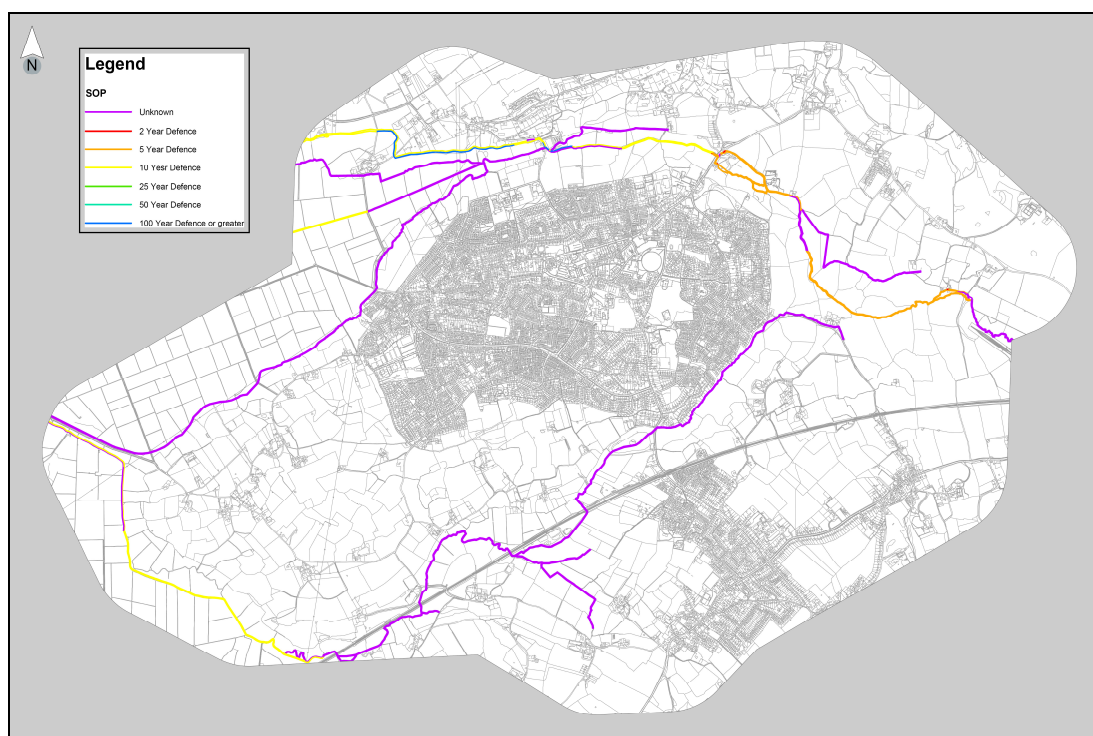 N
Legend
SOP
Unknown
2 Year Defence
5 Year Defence
10 Year Defence
25 Year Defence
50 Year Defence
100 Year Defence or greater